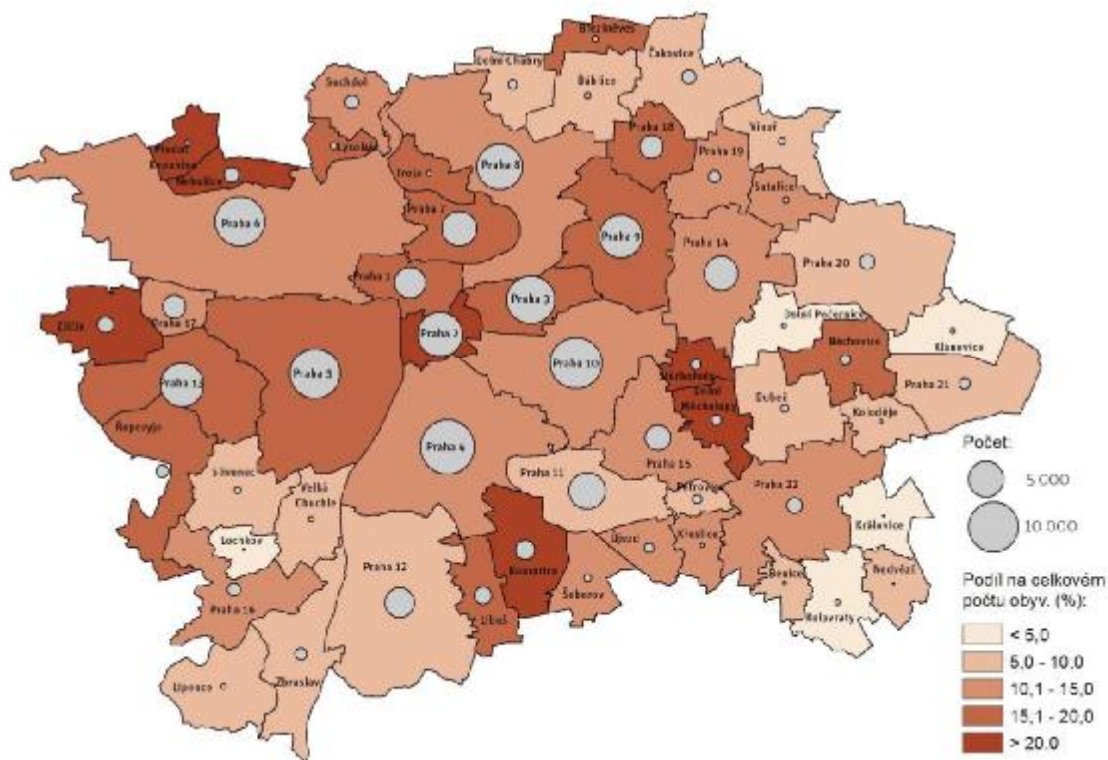 Březiněves
Dolní Chabry
Čakovice
Ďáblice
Suchdol
Praha 18
Vinoř
Praha 19
Lysolaje
Přední
Kopanina
Praha 8
Nebušice
Troja
Satalice
Praha 7
Praha 6
Praha 9
Praha 14
Praha 20
Praha 1
Praha 3
Dolní Počernice
Praha 17
Zličín
Praha 2
Klánovice
Běchovice
Praha 10
Štěrboholy
Praha 5
Praha 13
Dolní
Měcholupy
Praha 21
Dubeč
Koloděje
Řeporyje
Praha 4
Počet:
Praha 15
Praha 11
Slivenec
Velká
Chuchle
Petrovice
Praha 22
5 000
10 000
Královice
Lochkov
Újezd
Křeslice
Kunratice
Praha 12
Benice
Nedvězí
Šeberov
Libuš
Praha 16
Kolovraty
Podíl na celkovém
počtu obyv. (%):
< 5,0
Zbraslav
5,0 - 10,0
Lipence
10,1 - 15,0
15,1 - 20,0
> 20,0